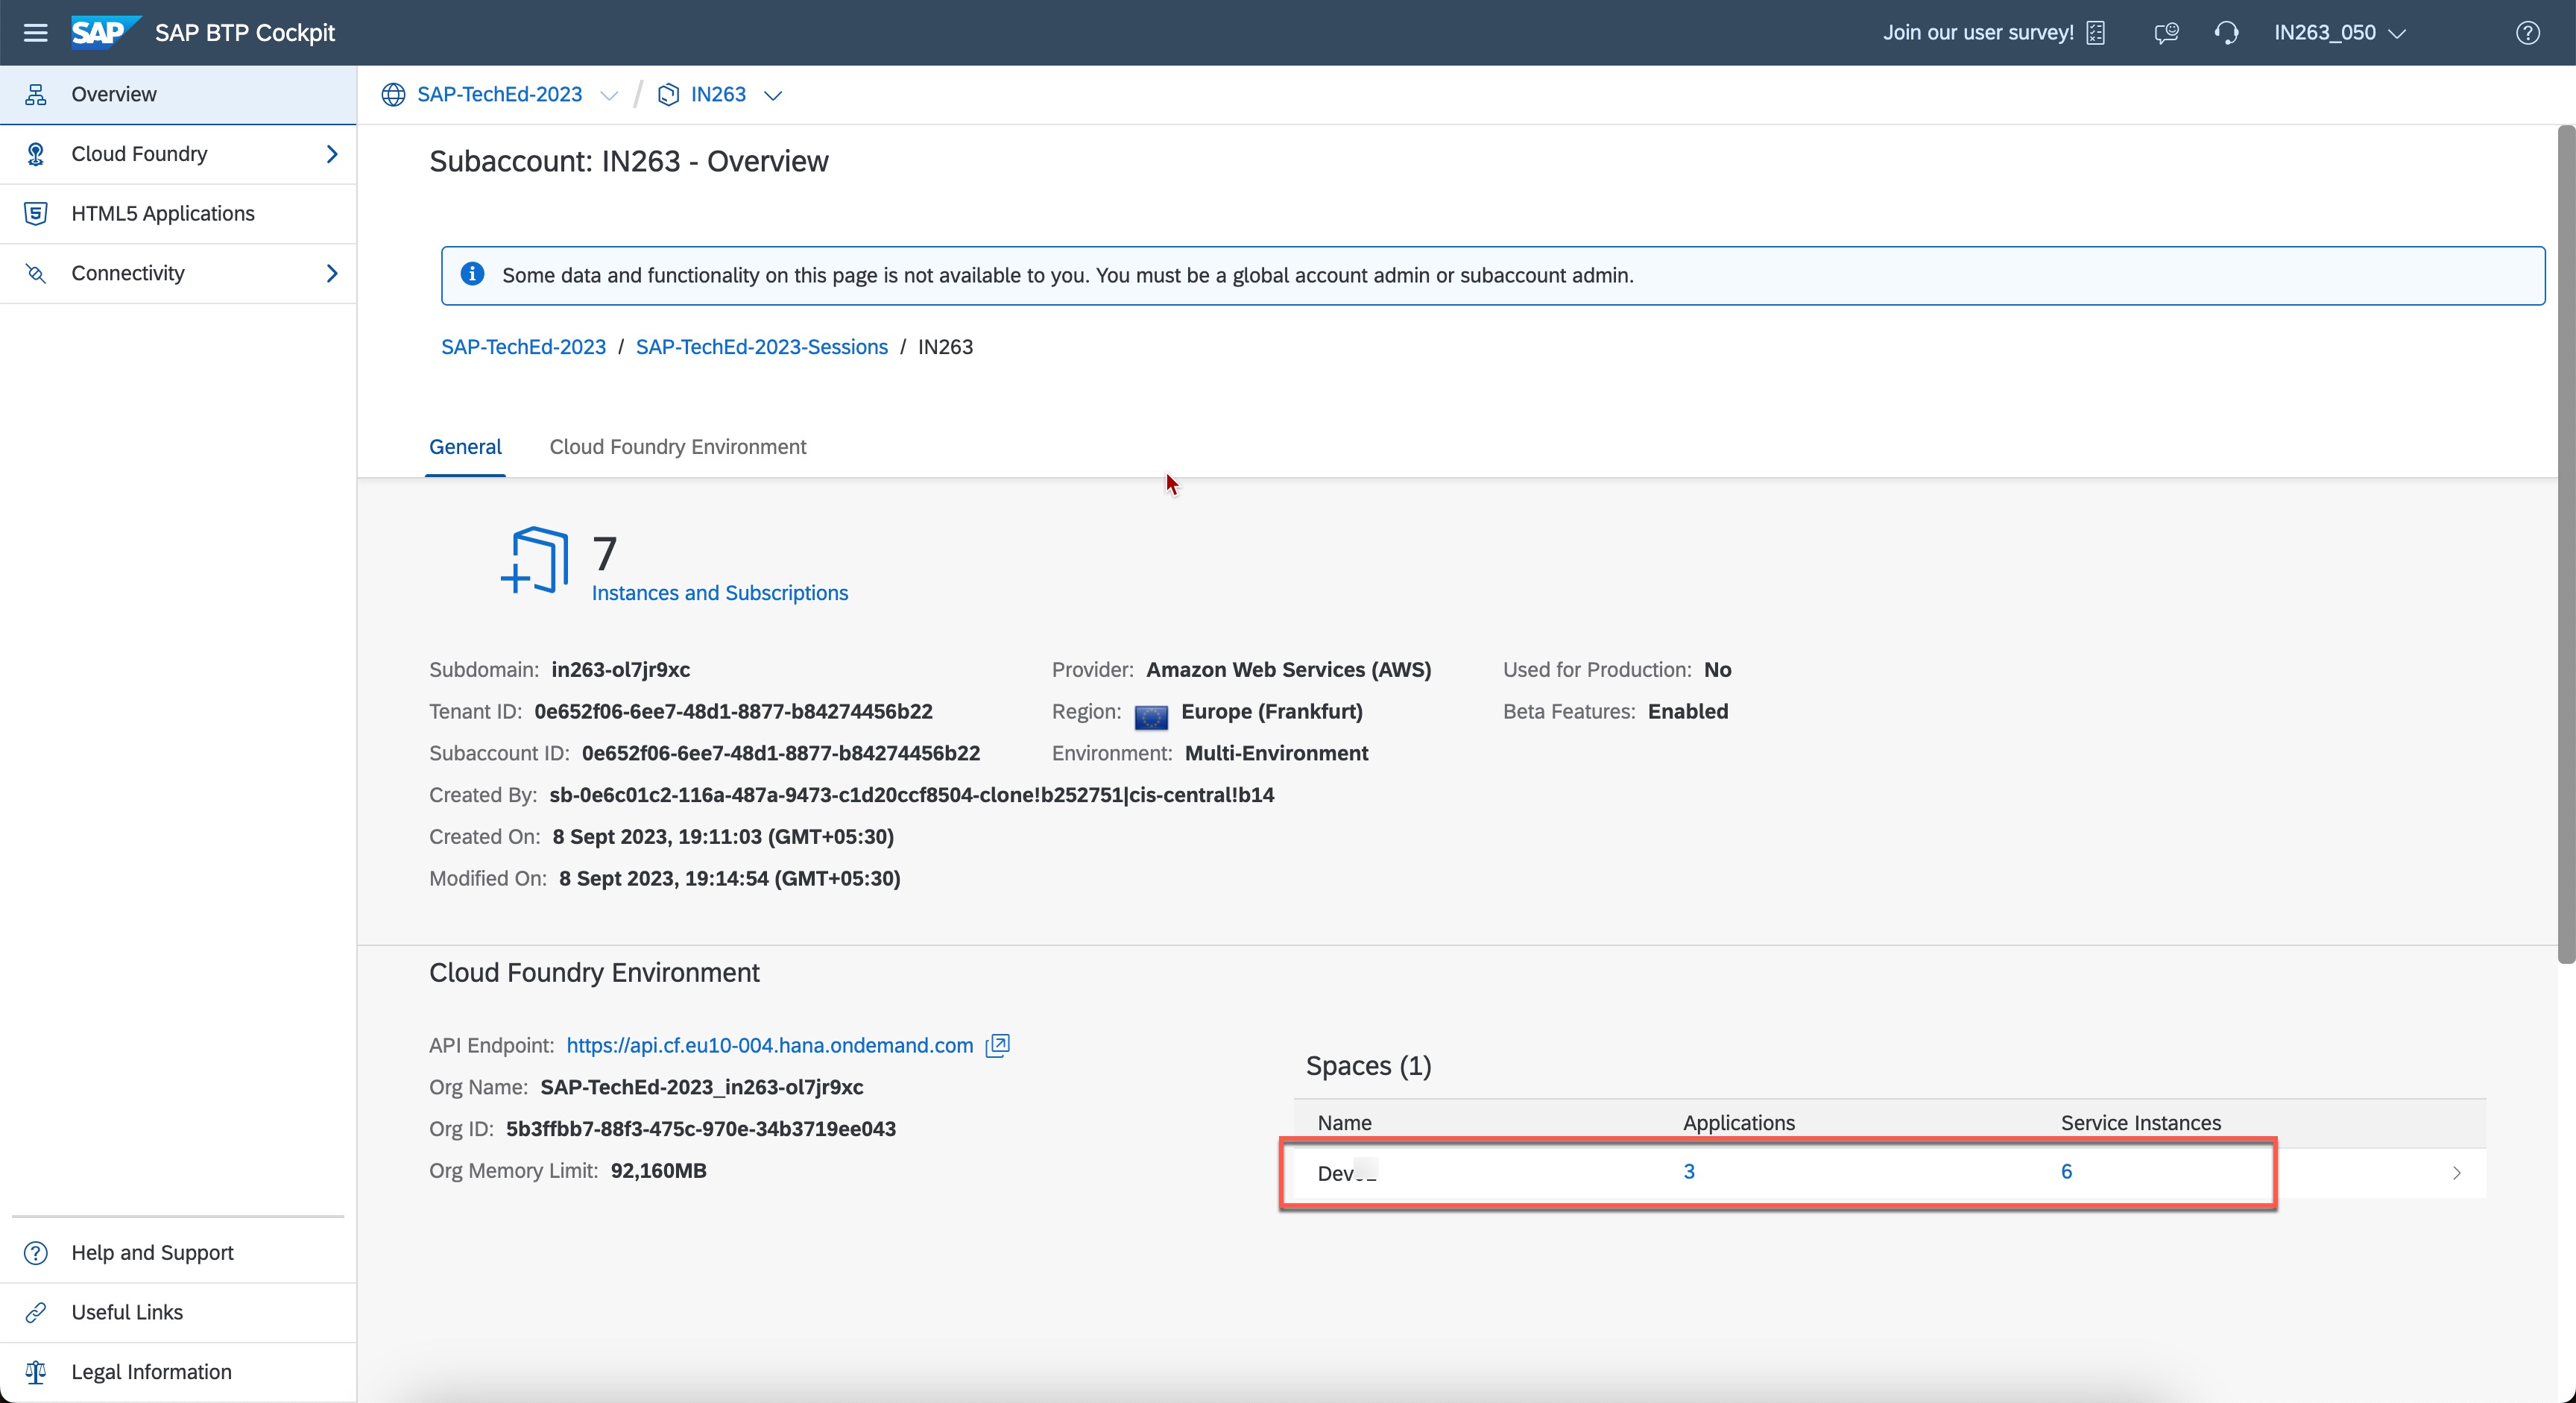 SAP SAP BTP Cockpit
Join our user survey!
IN263_050
Overview
Cloud Foundry
HTML5 Applications
Connectivity
SAP-TechEd-2023 / IN263
Subaccount: IN263 - Overview
Some data and functionality on this page is not available to you. You must be a global account admin or subaccount admin.
SAP-TechEd-2023 / SAP-TechEd-2023-Sessions / IN263
General Cloud Foundry Environment
7
Instances and Subscriptions
Subdomain: in263-ol7jr9xc
Tenant ID: 0e652f06-6ee7-48d1-8877-b84274456b22
Subaccount ID: 0e652f06-6ee7-48d1-8877-b84274456b22
Created By: sb-0e6c01c2-116a-487a-9473-c1d20ccf8504-clone!b252751|cis-central!b14
Created On: 8 Sept 2023, 19:11:03 (GMT+05:30)
Modified On: 8 Sept 2023, 19:14:54 (GMT+05:30)
Provider: Amazon Web Services (AWS)
Region: Europe (Frankfurt)
Environment: Multi-Environment
Used for Production: No
Beta Features: Enabled
Cloud Foundry Environment
API Endpoint: https://api.cf.eu10-004.hana.ondemand.com
Org Name: SAP-TechEd-2023_in263-ol7jr9xc
Org ID: 5b3ffbb7-88f3-475c-970e-34b3719ee043
Org Memory Limit: 92,160MB
Spaces (1)
Name Applications Service Instances
3 6
Help and Support
Useful Links
Legal Information